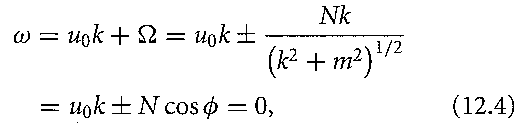 ω = u₀k + Ω = u₀k ± Nk / (k² + m²)^{1/2}
= u₀k ± N cos ϕ = 0, (12.4)